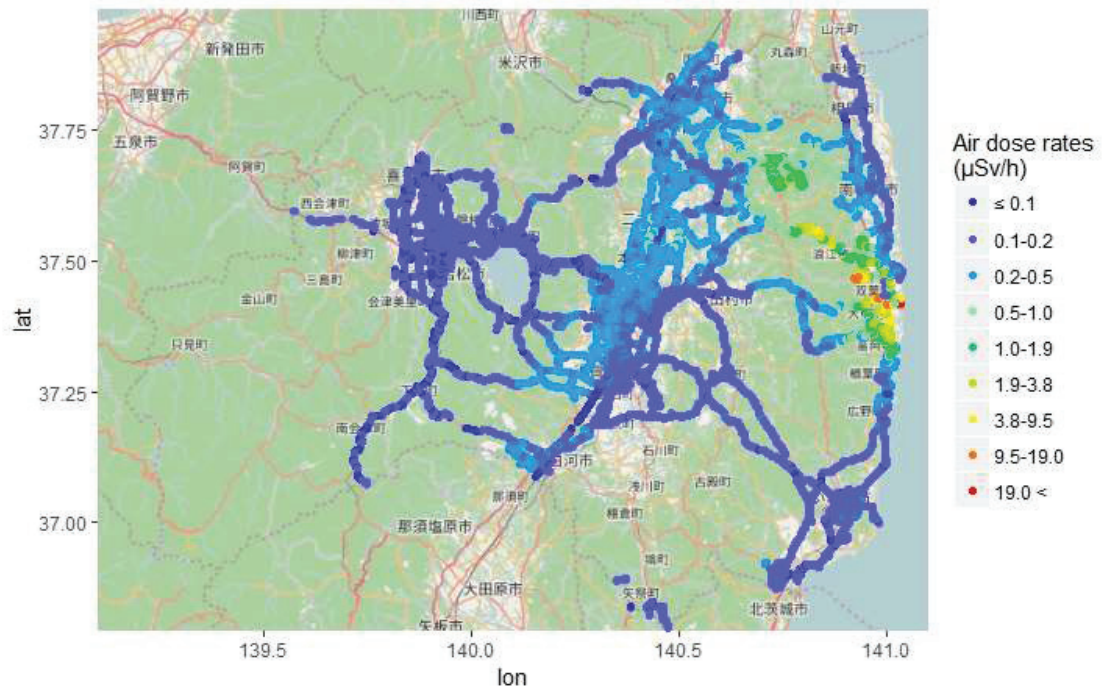 川西町
新発田市
米沢市
丸森町
山元町
阿賀野市
相
37.75
五泉市
阿賀町
喜
西会津町
37.50
柳津町
三島町
浪江
双葉
金山町
会津美里
田村市
只見町
lat
37.25
楢葉
広野
南会津町
白河市
石川町
那須町
浅川町
古殿町
棚倉町
37.00
那須塩原市
塙町
大田原市
矢祭町
北茨城市
矢板市
139.5
140.0
140.5
141.0
lon
Air dose rates
(µSv/h)
≤ 0.1
0.1-0.2
0.2-0.5
0.5-1.0
1.0-1.9
1.9-3.8
3.8-9.5
9.5-19.0
19.0 <